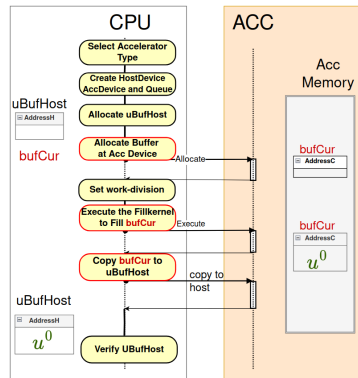 CPU
ACC
Select Accelerator
Type
Create HostDevice
AccDevice and Queue
Allocate uBufHost
Allocate Buffer
at Acc Device
Allocate
Set work-division
Execute the Fillkernel
to Fill bufCur
Execute
Copy bufCur to
uBufHost
copy to
host
Verify UBufHost
uBufHost
AddressH
bufCur
uBufHost
AddressH
u⁰
Acc
Memory
bufCur
AddressC
bufCur
AddressC
u⁰